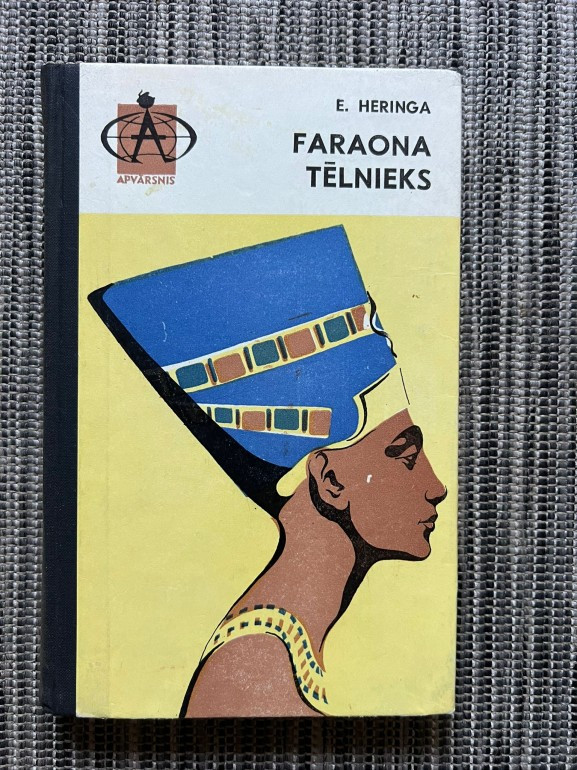 E. HERINGA
FARAONA
TĒLNIEKS
A
APVĀRSNIS